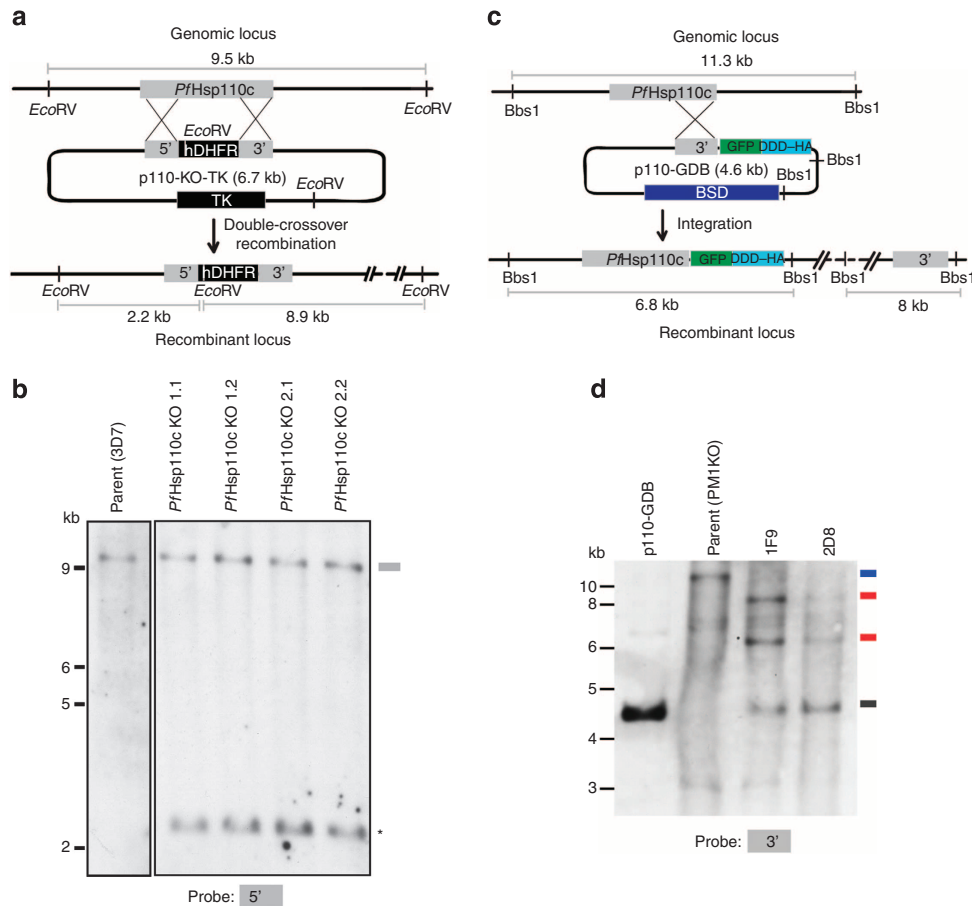 a
Genomic locus
9.5 kb
PfHsp110c
EcoRV
EcoRV
EcoRV
5'
hDHFR
3'
p110-KO-TK (6.7 kb)
EcoRV
TK
Double-crossover
recombination
5'
hDHFR
3'
EcoRV
EcoRV
EcoRV
2.2 kb
8.9 kb
Recombinant locus
c
Genomic locus
11.3 kb
PfHsp110c
Bbs1
Bbs1
3'
GFP
DDD–HA
Bbs1
p110-GDB (4.6 kb)
Bbs1
BSD
Integration
PfHsp110c
GFP
DDD–HA
3'
Bbs1
Bbs1
Bbs1
Bbs1
6.8 kb
8 kb
Recombinant locus
b
Parent (3D7)
PfHsp110c KO 1.1
PfHsp110c KO 1.2
PfHsp110c KO 2.1
PfHsp110c KO 2.2
kb
9
6
5
2
*
Probe: 5'
d
p110-GDB
Parent (PM1KO)
1F9
2D8
kb
10
8
6
5
4
3
Probe: 3'